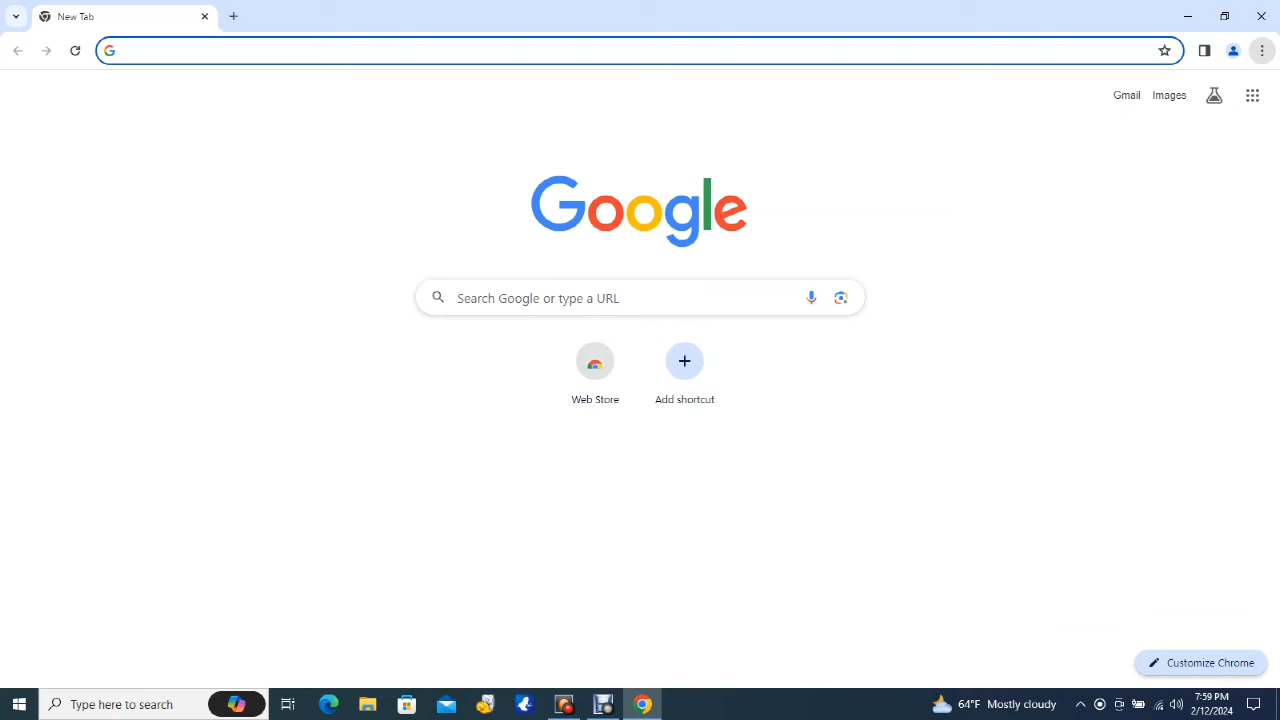 New Tab
Gmail Images
Google
Search Google or type a URL
Web Store
Add shortcut
Customize Chrome
Type here to search
64°F Mostly cloudy
7:59 PM
2/12/2024